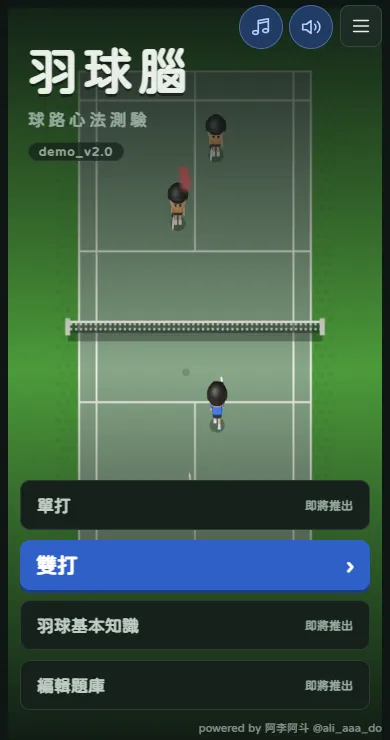 羽球腦
球路心法測驗
demo_v2.0
單打
即將推出
雙打
羽球基本知識
即將推出
編輯題庫
即將推出
powered by 阿李阿斗 @ali_aaa_do